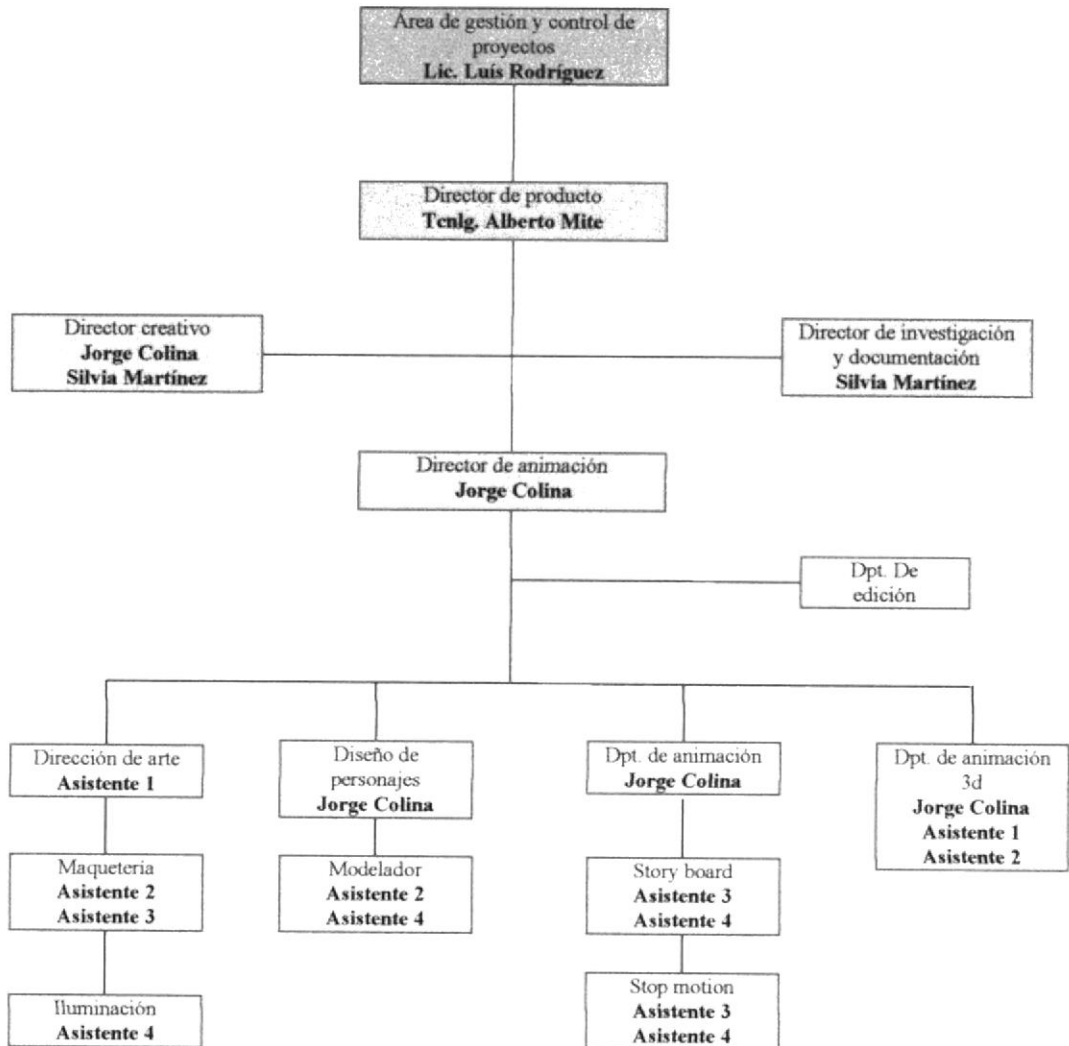 Área de gestión y control de
proyectos
Lic. Luís Rodríguez
Director de producto
Tcnlg. Alberto Mite
Director creativo
Jorge Colina
Silvia Martínez
Director de investigación
y documentación
Silvia Martínez
Director de animación
Jorge Colina
Dpt. De
edición
Dirección de arte
Asistente 1
Diseño de
personajes
Jorge Colina
Dpt. de animación
Jorge Colina
Dpt. de animación
3d
Jorge Colina
Asistente 1
Asistente 2
Maqueteria
Asistente 2
Asistente 3
Modelador
Asistente 2
Asistente 4
Story board
Asistente 3
Asistente 4
Iluminación
Asistente 4
Stop motion
Asistente 3
Asistente 4